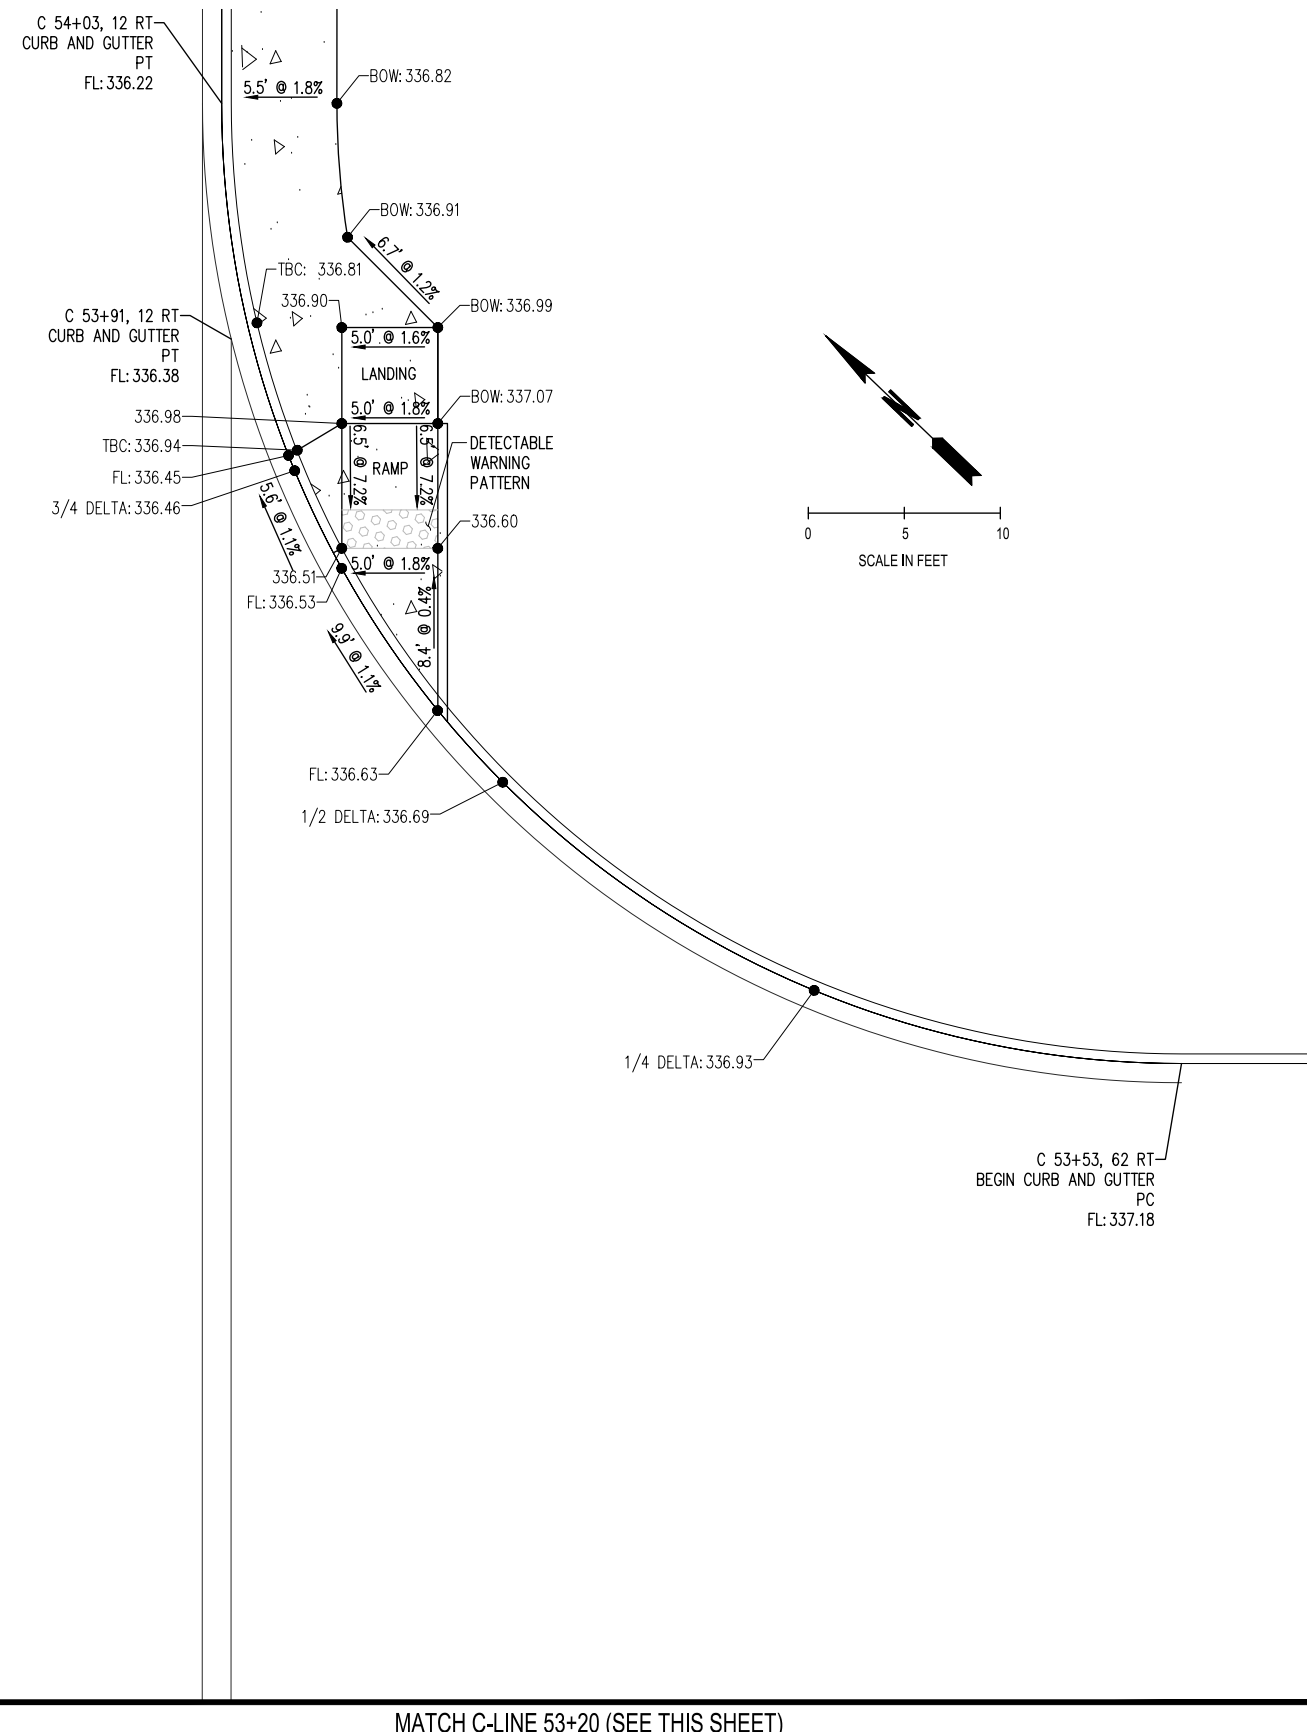 C 54+03, 12 RT
CURB AND GUTTER
PT
FL: 336.22
5.5' @ 1.8%
BOW: 336.82
BOW: 336.91
6.7' @ 1.2%
TBC: 336.81
336.90
BOW: 336.99
C 53+91, 12 RT
CURB AND GUTTER
PT
FL: 336.38
5.0' @ 1.6%
LANDING
5.0' @ 1.8%
BOW: 337.07
336.98
TBC: 336.94
FL: 336.45
3/4 DELTA: 336.46
6.5' @ 7.2%
RAMP
6.5' @ 7.2%
DETECTABLE
WARNING
PATTERN
5.6' @ 1.1%
336.60
336.51
5.0' @ 1.8%
FL: 336.53
8.4' @ 0.4%
9.9' @ 1.1%
N
0 5 10
SCALE IN FEET
FL: 336.63
1/2 DELTA: 336.69
1/4 DELTA: 336.93
C 53+53, 62 RT
BEGIN CURB AND GUTTER
PC
FL: 337.18
MATCH C-LINE 53+20 (SEE THIS SHEET)